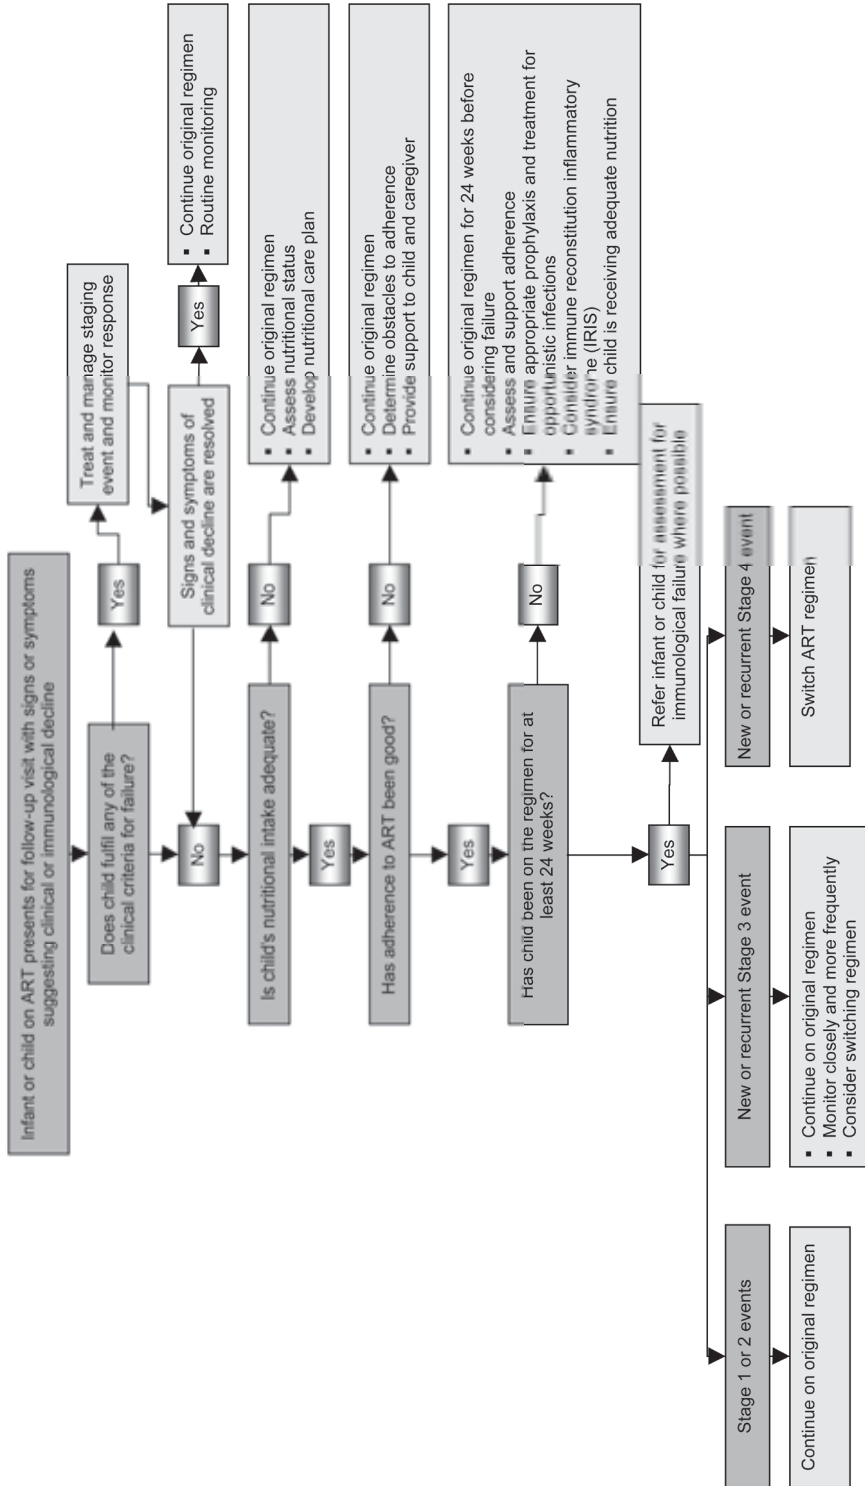 Infant or child on ART presents for follow-up visit with signs or symptoms
suggesting clinical or immunological decline
Does child fulfil any of the
clinical criteria for failure?
Yes
Treat and manage staging
event and monitor response
No
Signs and symptoms of
clinical decline are resolved
Yes
▪ Continue original regimen
▪ Routine monitoring
Is child's nutritional intake adequate?
No
▪ Continue original regimen
▪ Assess nutritional status
▪ Develop nutritional care plan
Yes
Has adherence to ART been good?
No
▪ Continue original regimen
▪ Determine obstacles to adherence
▪ Provide support to child and caregiver
Yes
Has child been on the regimen for at
least 24 weeks?
No
▪ Continue original regimen for 24 weeks before
considering failure
▪ Assess and support adherence
▪ Ensure appropriate prophylaxis and treatment for
opportunistic infections
▪ Consider immune reconstitution inflammatory
syndrome (IRIS)
▪ Ensure child is receiving adequate nutrition
Yes
Refer infant or child for assessment for
immunological failure where possible
Stage 1 or 2 events
New or recurrent Stage 3 event
New or recurrent Stage 4 event
Continue on original regimen
▪ Continue on original regimen
▪ Monitor closely and more frequently
▪ Consider switching regimen
Switch ART regimen